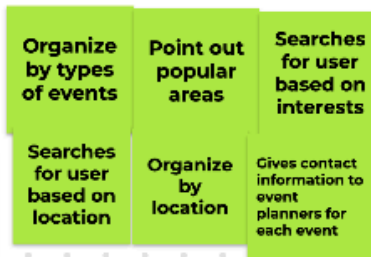 Organize
by types
of events
Point out
popular
areas
Searches
for user
based on
interests
Searches
for user
based on
location
Organize
by
location
Gives contact
information to
event
planners for
each event